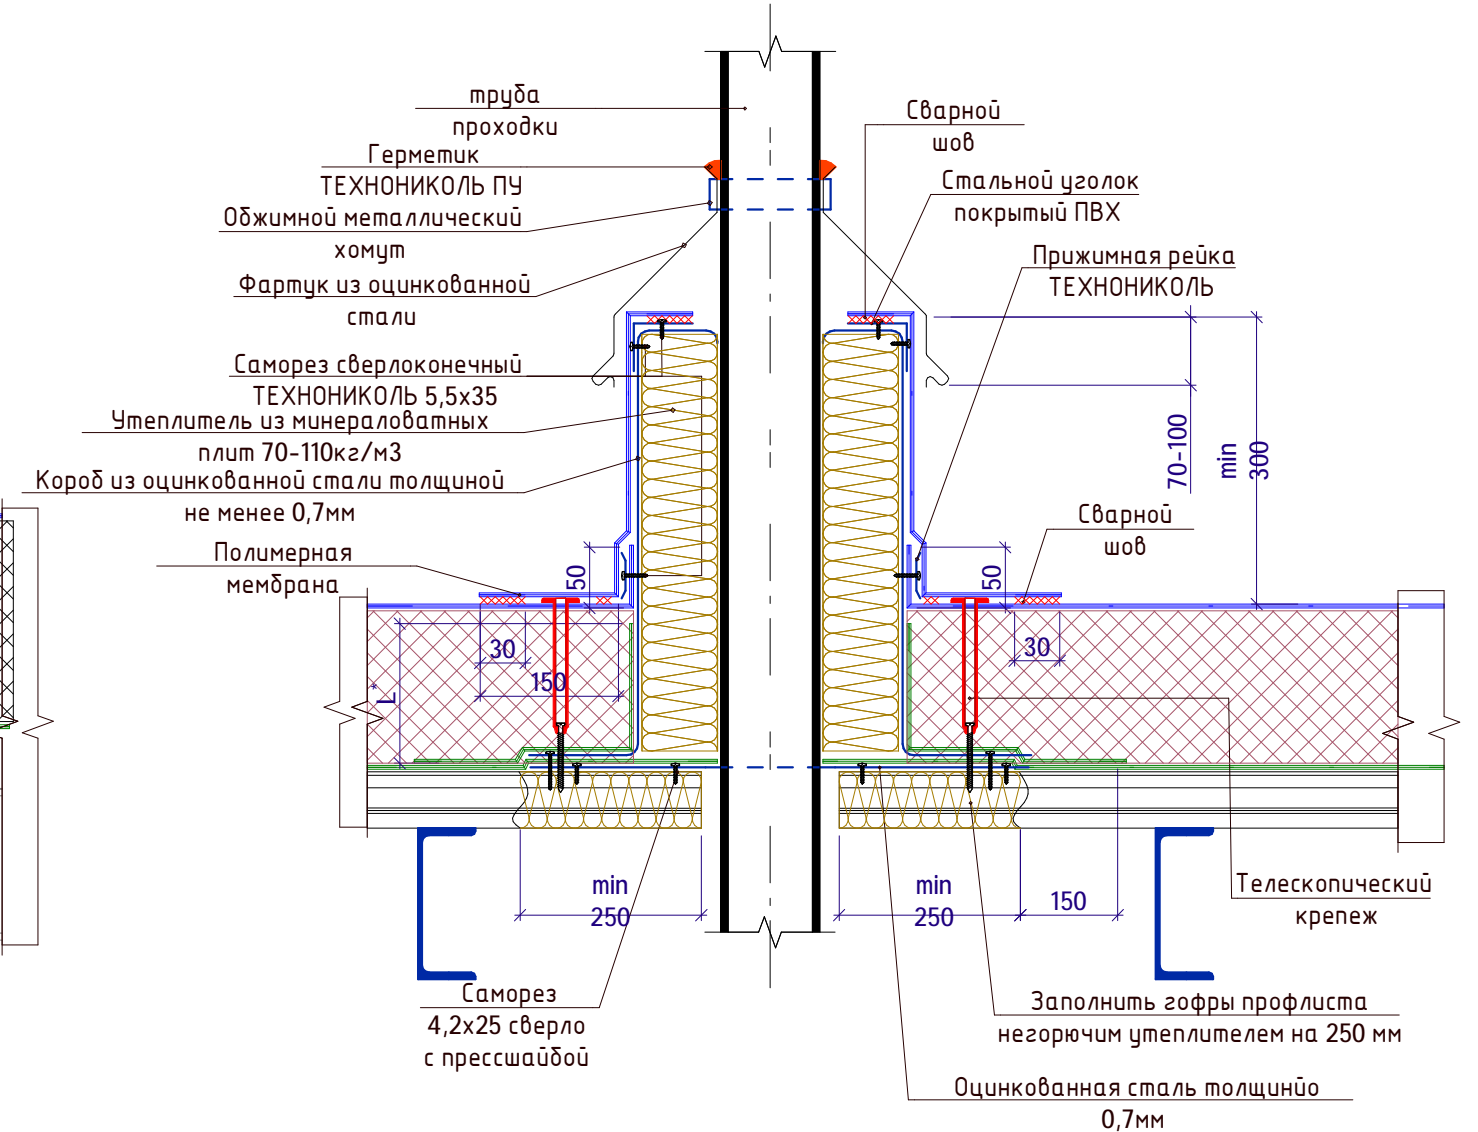 труба
проходки
Герметик
ТЕХНОНИКОЛЬ ПУ
Обжимной металлический
хомут
Фартук из оцинкованной
стали
Саморез сверлоконечный
ТЕХНОНИКОЛЬ 5,5х35
Утеплитель из минераловатных
плит 70-110кг/м3
Короб из оцинкованной стали толщиной
не менее 0,7мм
Полимерная
мембрана
Сварной
шов
Стальной уголок
покрытый ПВХ
Прижимная рейка
ТЕХНОНИКОЛЬ
70-100
min
300
Сварной
шов
50
50
30
150
L*
30
min
250
min
250
150
Телескопический
крепеж
Саморез
4,2х25 сверло
с прессшайбой
Заполнить гофры профлиста
негорючим утеплителем на 250 мм
Оцинкованная сталь толщинйо
0,7мм